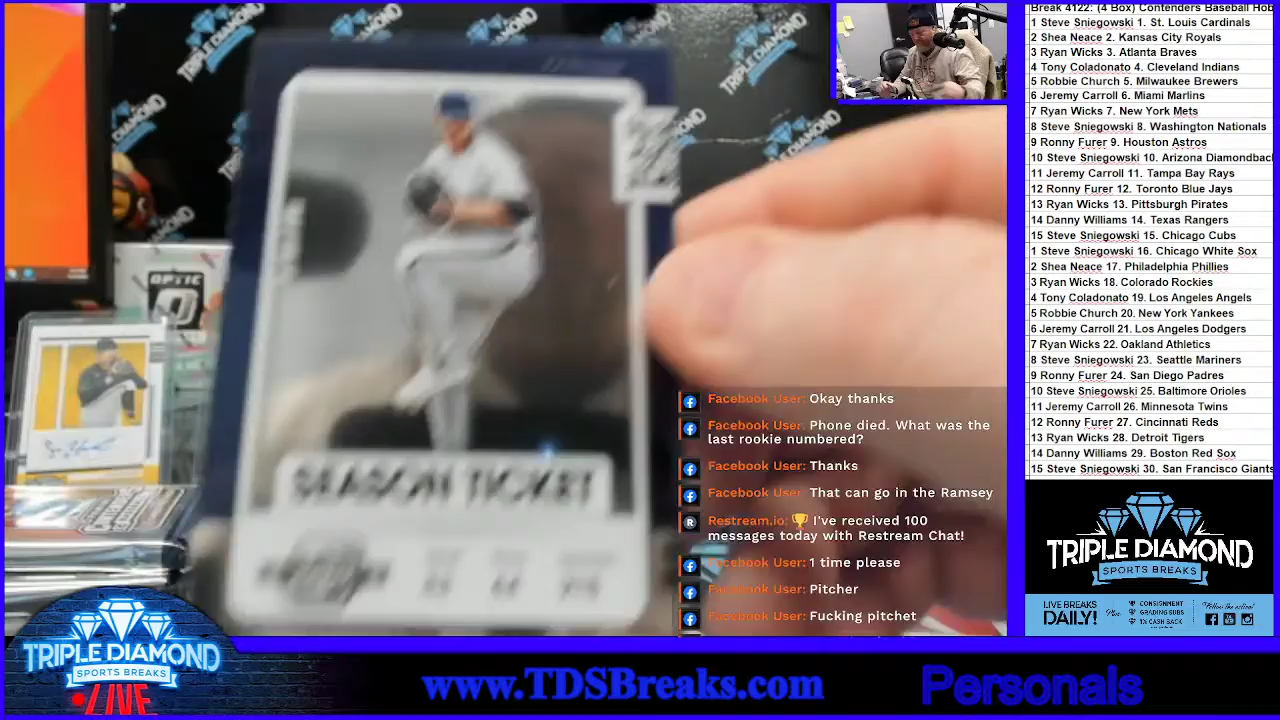 Break 4122: (4 Box) Contenders Baseball Hob
1 Steve Sniegowski 1. St. Louis Cardinals
2 Shea Neace 2. Kansas City Royals
3 Ryan Wicks 3. Atlanta Braves
4 Tony Coladonato 4. Cleveland Indians
5 Robbie Church 5. Milwaukee Brewers
6 Jeremy Carroll 6. Miami Marlins
7 Ryan Wicks 7. New York Mets
8 Steve Sniegowski 8. Washington Nationals
9 Ronny Furer 9. Houston Astros
10 Steve Sniegowski 10. Arizona Diamondbac
11 Jeremy Carroll 11. Tampa Bay Rays
12 Ronny Furer 12. Toronto Blue Jays
13 Ryan Wicks 13. Pittsburgh Pirates
14 Danny Williams 14. Texas Rangers
15 Steve Sniegowski 15. Chicago Cubs
1 Steve Sniegowski 16. Chicago White Sox
2 Shea Neace 17. Philadelphia Phillies
3 Ryan Wicks 18. Colorado Rockies
4 Tony Coladonato 19. Los Angeles Angels
5 Robbie Church 20. New York Yankees
6 Jeremy Carroll 21. Los Angeles Dodgers
7 Ryan Wicks 22. Oakland Athletics
8 Steve Sniegowski 23. Seattle Mariners
9 Ronny Furer 24. San Diego Padres
10 Steve Sniegowski 25. Baltimore Orioles
11 Jeremy Carroll 26. Minnesota Twins
12 Ronny Furer 27. Cincinnati Reds
13 Ryan Wicks 28. Detroit Tigers
14 Danny Williams 29. Boston Red Sox
15 Steve Sniegowski 30. San Francisco Giants
OPTIC
SEASON TICKET
Facebook User: Okay thanks
Facebook User: Phone died. What was the
last rookie numbered?
Facebook User: Thanks
Facebook User: That can go in the Ramsey
Restream.io: 🏆 I've received 100
messages today with Restream Chat!
Facebook User: 1 time please
Facebook User: Pitcher
Facebook User: Fucking pitchet
TRIPLE DIAMOND
SPORTS BREAKS
LIVE BREAKS
DAILY!
Plus
CONSIGNMENT
GRADING SUBS
1% CASH BACK
Follow the action!
TRIPLE DIAMOND
SPORTS BREAKS
LIVE
www.TDSBreaks.com
Personals